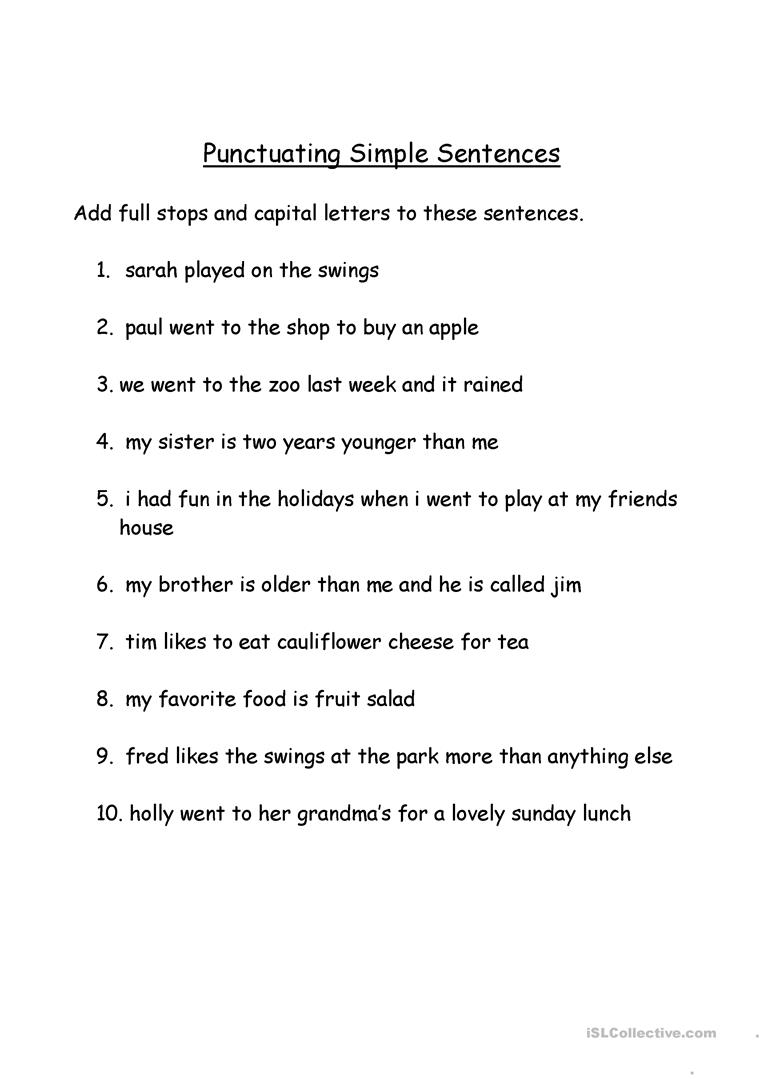 Punctuating Simple Sentences
Add full stops and capital letters to these sentences.
1. sarah played on the swings
2. paul went to the shop to buy an apple
3. we went to the zoo last week and it rained
4. my sister is two years younger than me
5. i had fun in the holidays when i went to play at my friends
house
6. my brother is older than me and he is called jim
7. tim likes to eat cauliflower cheese for tea
8. my favorite food is fruit salad
9. fred likes the swings at the park more than anything else
10. holly went to her grandma's for a lovely sunday lunch
iSLCollective.com